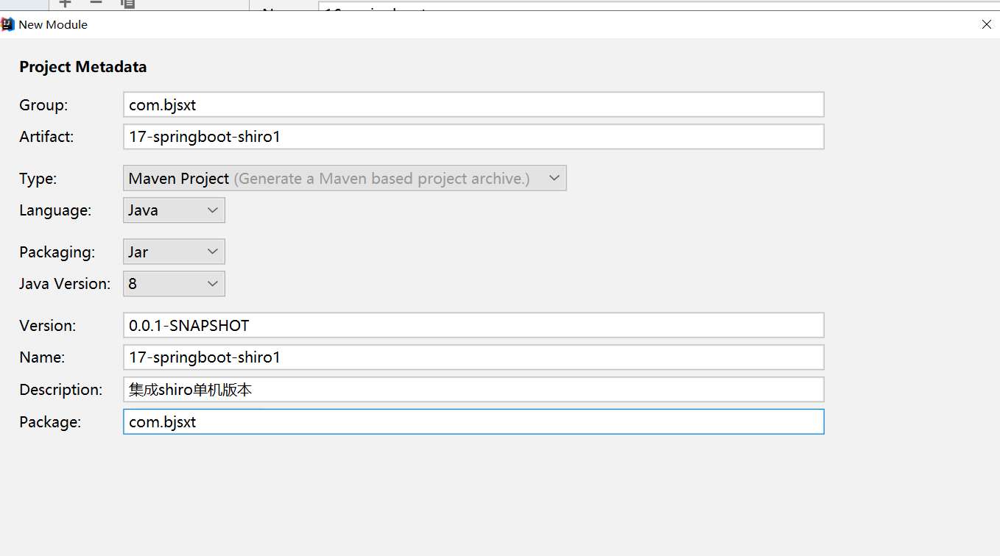 New Module
Project Metadata
Group: com.bjsxt
Artifact: 17-springboot-shiro1
Type: Maven Project (Generate a Maven based project archive.)
Language: Java
Packaging: Jar
Java Version: 8
Version: 0.0.1-SNAPSHOT
Name: 17-springboot-shiro1
Description: 集成shiro单机版本
Package: com.bjsxt